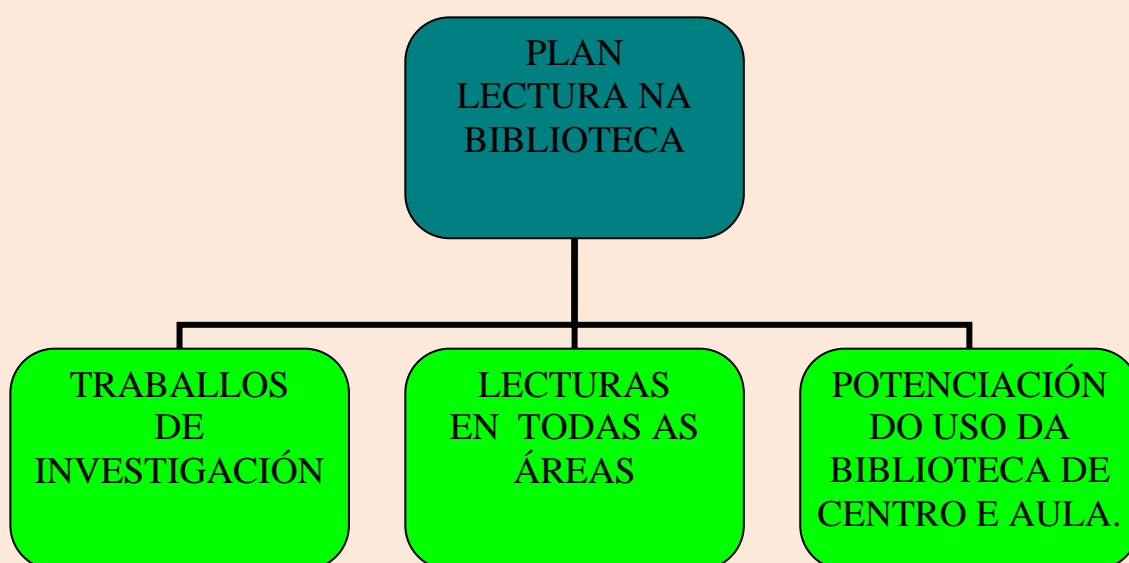 PLAN
LECTURA NA
BIBLIOTECA
TRABALLOS
DE
INVESTIGACIÓN
LECTURAS
EN TODAS AS
ÁREAS
POTENCIACIÓN
DO USO DA
BIBLIOTECA DE
CENTRO E AULA.